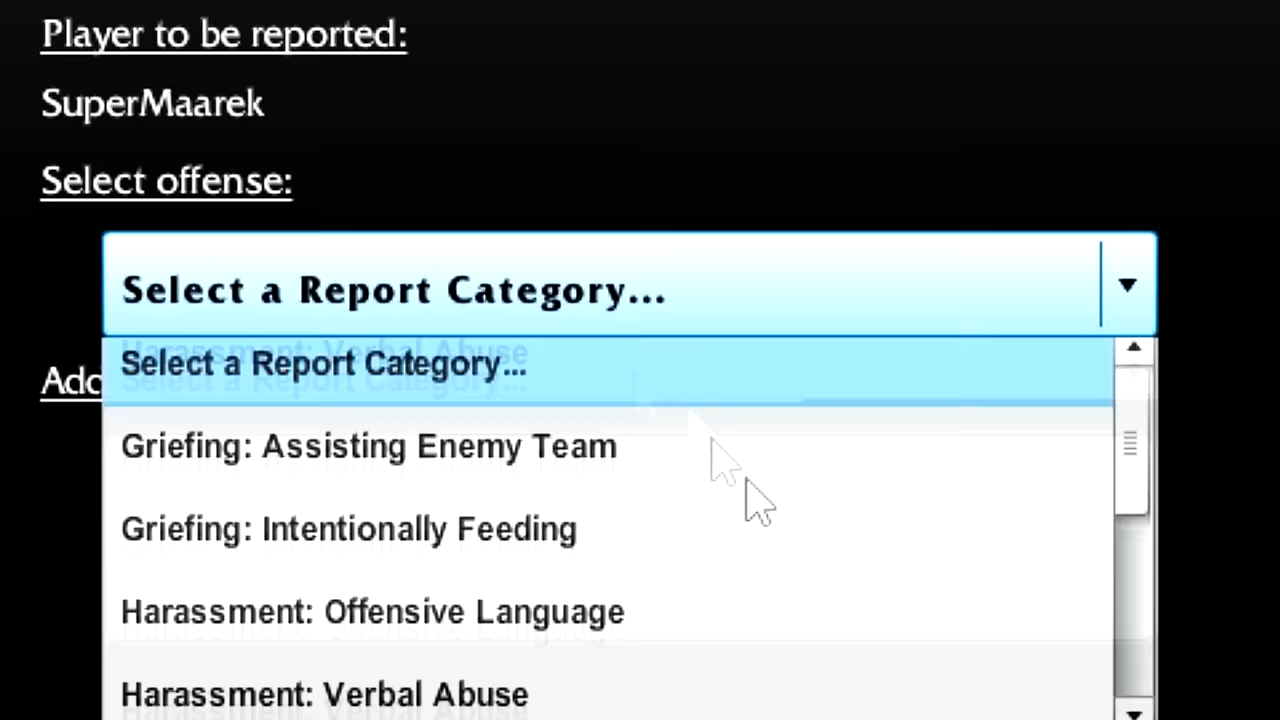 Player to be reported:
SuperMaarek
Select offense:
Select a Report Category...
Select a Report Category...
Griefing: Assisting Enemy Team
Griefing: Intentionally Feeding
Harassment: Offensive Language
Harassment: Verbal Abuse